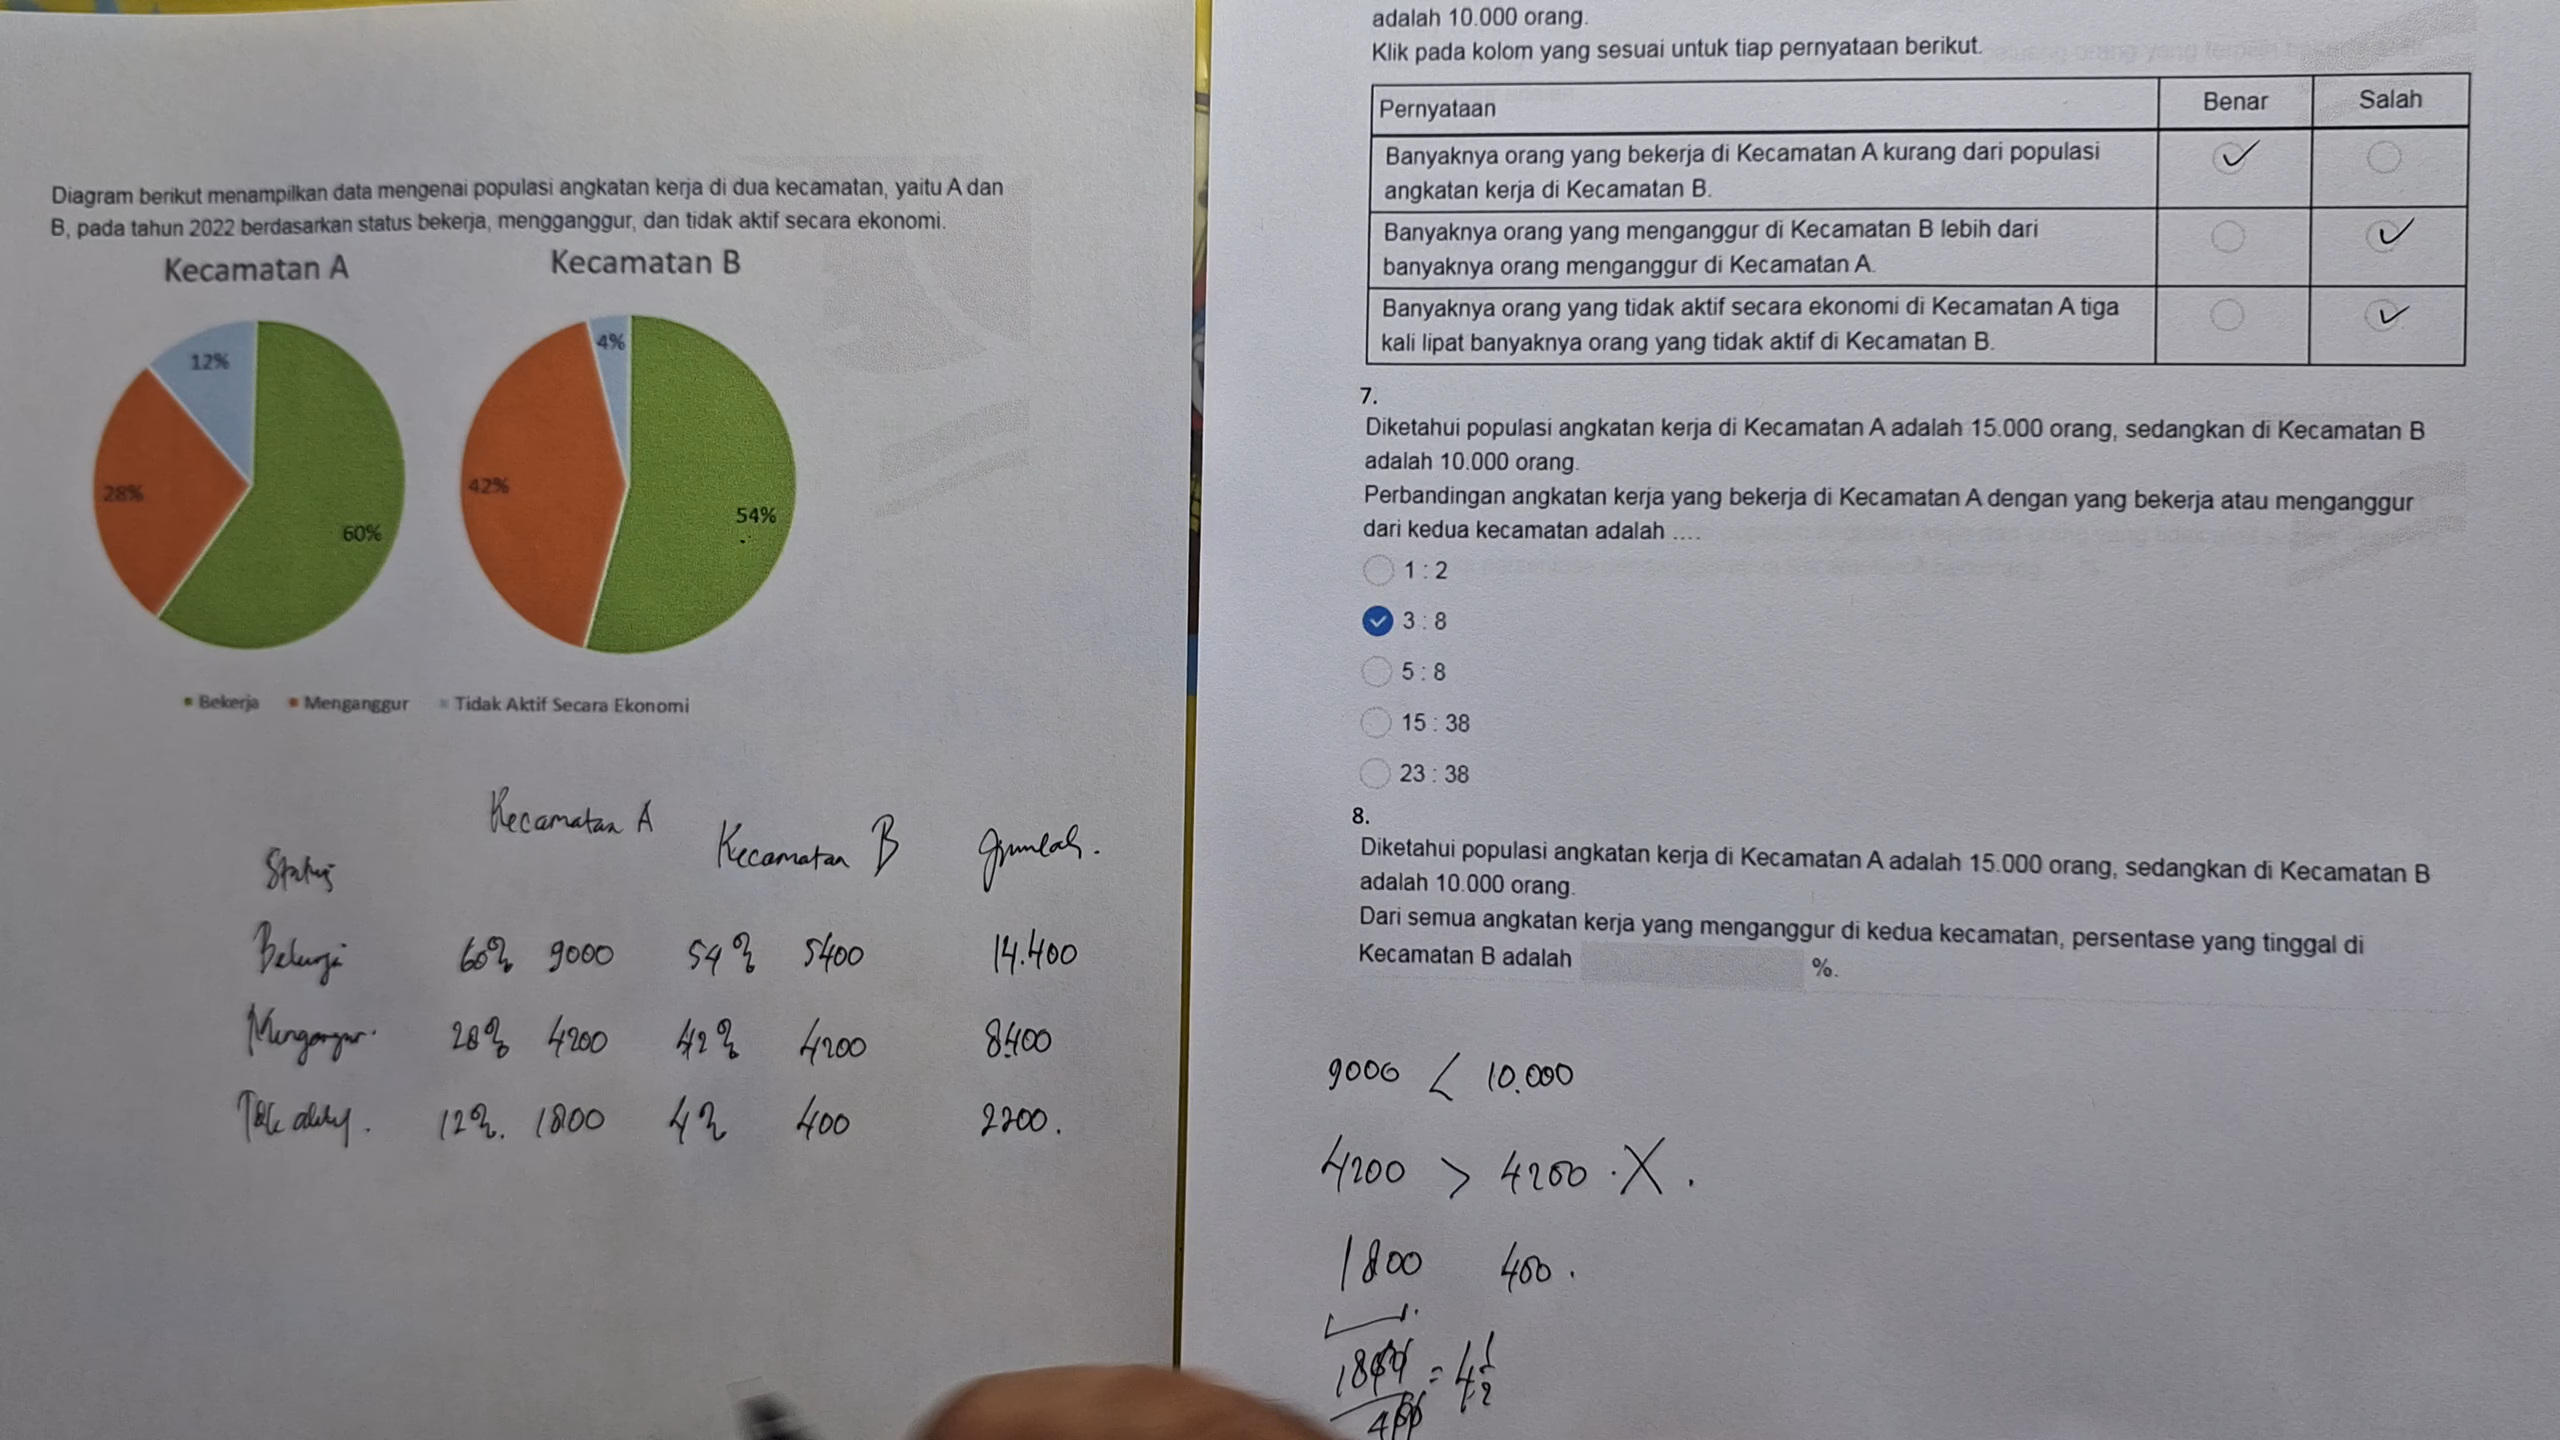 Diagram berikut menampilkan data mengenai populasi angkatan kerja di dua kecamatan, yaitu A dan
B, pada tahun 2022 berdasarkan status bekerja, mengganggur, dan tidak aktif secara ekonomi.
Kecamatan A
Kecamatan B
12%
28%
60%
4%
42%
54%
Bekerja Menganggur Tidak Aktif Secara Ekonomi
Kecamatan A Kecamatan B Jumlah.
Status
60% 9000 54% 5400 14.400
28% 4200 42% 4200 8400
12%. 1800 4% 400 2200.
adalah 10.000 orang.
Klik pada kolom yang sesuai untuk tiap pernyataan berikut.
Pernyataan Benar Salah
Banyaknya orang yang bekerja di Kecamatan A kurang dari populasi
angkatan kerja di Kecamatan B.
Banyaknya orang yang menganggur di Kecamatan B lebih dari
banyaknya orang menganggur di Kecamatan A.
Banyaknya orang yang tidak aktif secara ekonomi di Kecamatan A tiga
kali lipat banyaknya orang yang tidak aktif di Kecamatan B.
7.
Diketahui populasi angkatan kerja di Kecamatan A adalah 15.000 orang, sedangkan di Kecamatan B
adalah 10.000 orang.
Perbandingan angkatan kerja yang bekerja di Kecamatan A dengan yang bekerja atau menganggur
dari kedua kecamatan adalah ....
1 : 2
3 : 8
5 : 8
15 : 38
23 : 38
8.
Diketahui populasi angkatan kerja di Kecamatan A adalah 15.000 orang, sedangkan di Kecamatan B
adalah 10.000 orang.
Dari semua angkatan kerja yang menganggur di kedua kecamatan, persentase yang tinggal di
Kecamatan B adalah %.
9000 < 10.000
4200 > 4200 . X .
1800 400 .
1800/400 = 4 1/2